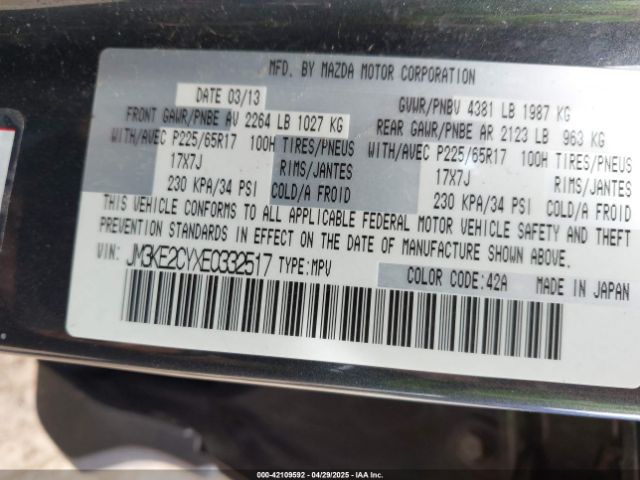 MFD. BY MAZDA MOTOR CORPORATION
DATE 03/13 GVWR/PNBV 4381 LB 1987 KG
FRONT GAWR/PNBE AV 2264 LB 1027 KG REAR GAWR/PNBE AR 2123 LB 963 KG
WITH/AVEC P225/65R17 100H TIRES/PNEUS WITH/AVEC P225/65R17 100H TIRES/PNEUS
17X7J RIMS/JANTES 17X7J RIMS/JANTES
230 KPA/34 PSI COLD/A FROID 230 KPA/34 PSI COLD/A FROID
THIS VEHICLE CONFORMS TO ALL APPLICABLE FEDERAL MOTOR VEHICLE SAFETY AND THEFT
PREVENTION STANDARDS IN EFFECT ON THE DATE OF MANUFACTURE SHOWN ABOVE.
VIN: JM3KE2CYXE0332517 TYPE:MPV
COLOR CODE:42A MADE IN JAPAN
000-42109592 - 04/29/2025 - IAA Inc.